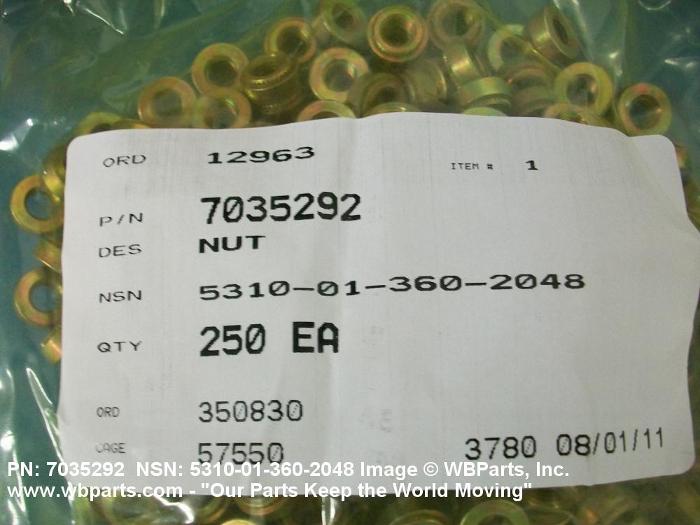 ORD 12963 ITEM # 1
P/N 7035292
DES NUT
NSN 5310-01-360-2048
QTY 250 EA
ORD 350830
CAGE 57550 3780 08/01/11
PN: 7035292 NSN: 5310-01-360-2048 Image © WBParts, Inc.
www.wbparts.com - "Our Parts Keep the World Moving"